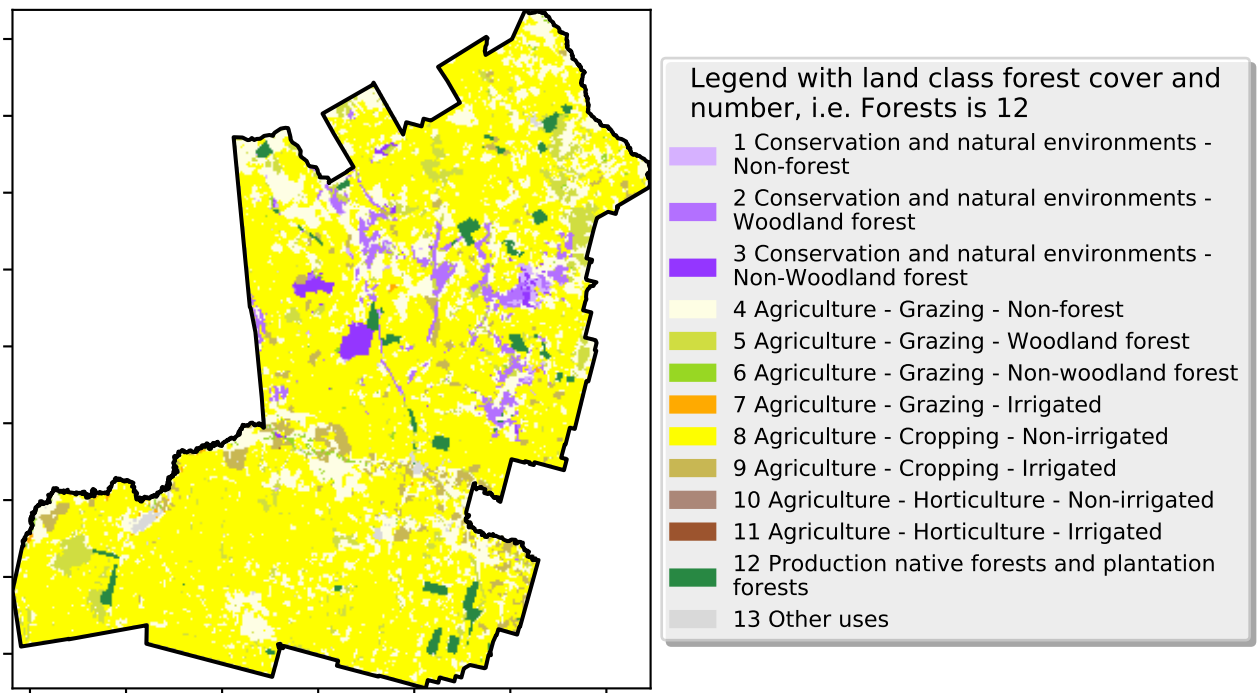 Legend with land class forest cover and
number, i.e. Forests is 12
1 Conservation and natural environments -
Non-forest
2 Conservation and natural environments -
Woodland forest
3 Conservation and natural environments -
Non-Woodland forest
4 Agriculture - Grazing - Non-forest
5 Agriculture - Grazing - Woodland forest
6 Agriculture - Grazing - Non-woodland forest
7 Agriculture - Grazing - Irrigated
8 Agriculture - Cropping - Non-irrigated
9 Agriculture - Cropping - Irrigated
10 Agriculture - Horticulture - Non-irrigated
11 Agriculture - Horticulture - Irrigated
12 Production native forests and plantation
forests
13 Other uses